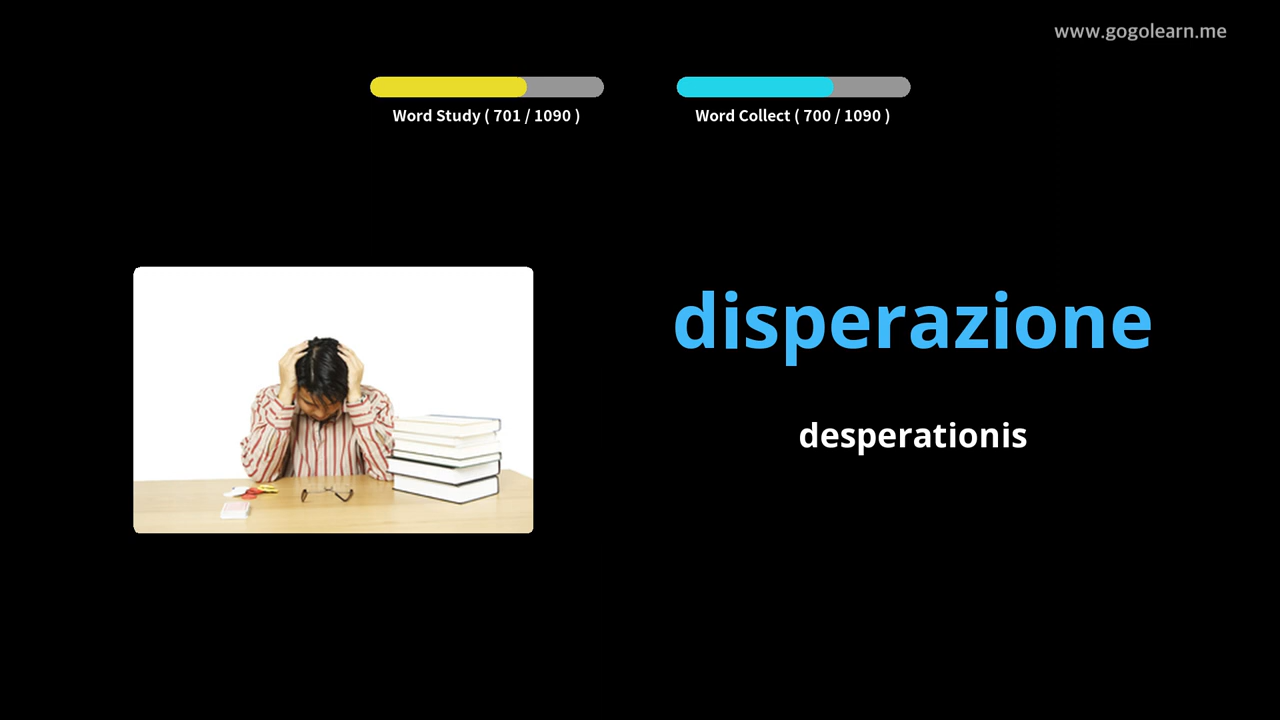 www.gogolearn.me
Word Study ( 701 / 1090 )
Word Collect ( 700 / 1090 )
disperazione
desperationis